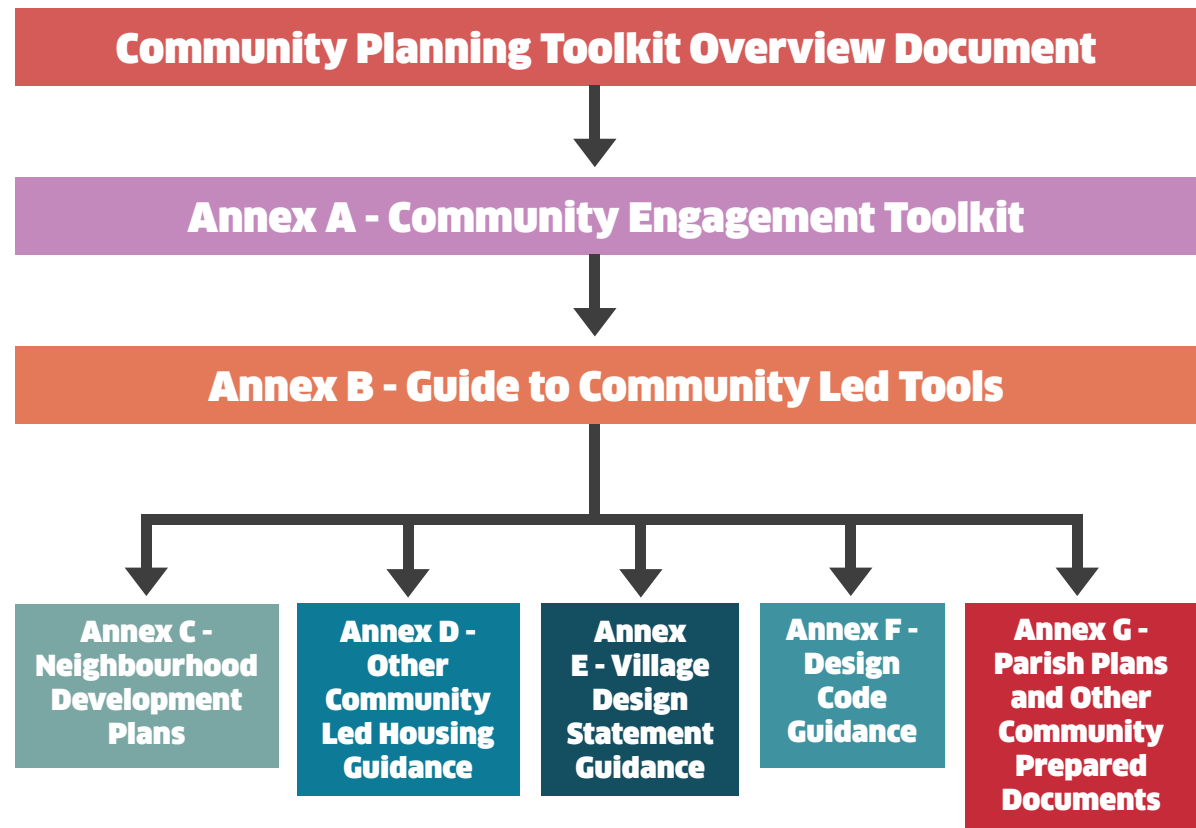 Community Planning Toolkit Overview Document
Annex A - Community Engagement Toolkit
Annex B - Guide to Community Led Tools
Annex C -
Neighbourhood
Development
Plans
Annex D -
Other
Community
Led Housing
Guidance
Annex
E - Village
Design
Statement
Guidance
Annex F -
Design
Code
Guidance
Annex G -
Parish Plans
and Other
Community
Prepared
Documents